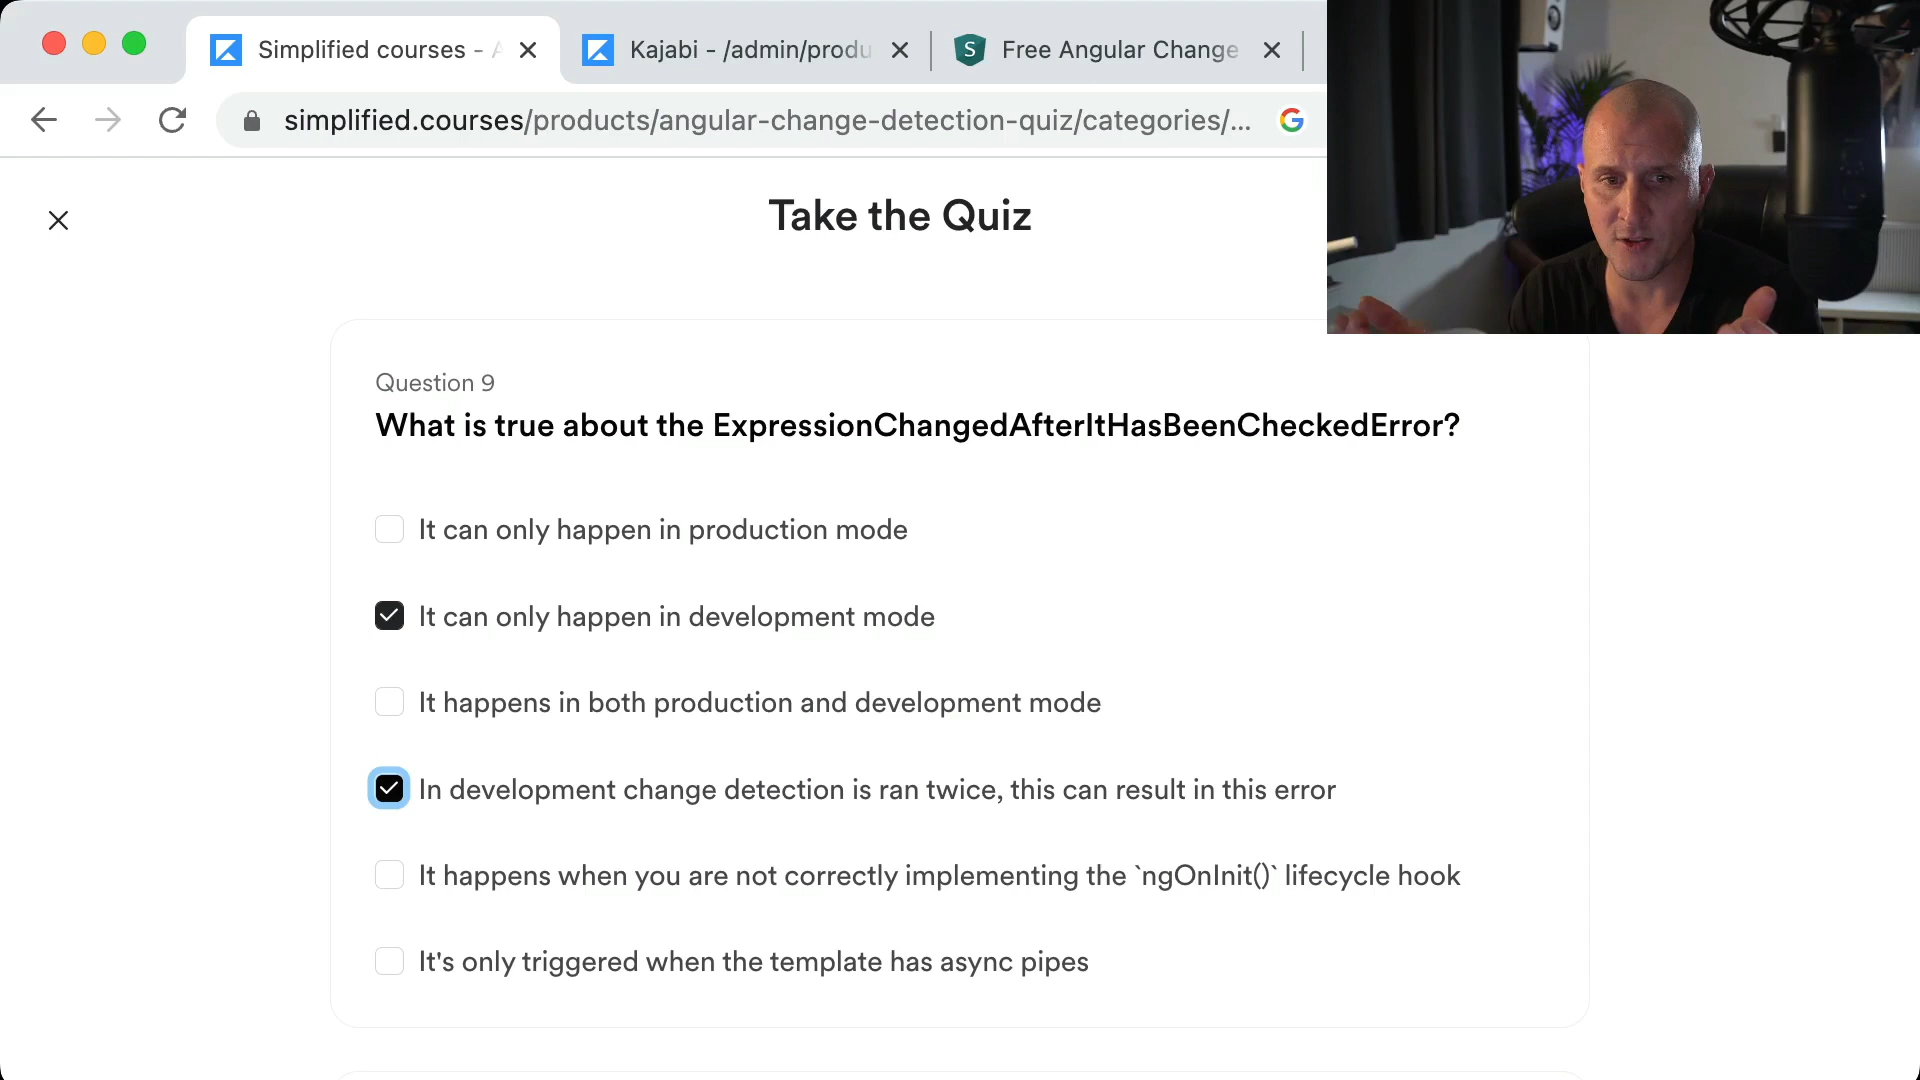 Simplified courses - A
Kajabi - /admin/produ
Free Angular Change
simplified.courses/products/angular-change-detection-quiz/categories/...
Take the Quiz
Question 9
What is true about the ExpressionChangedAfterItHasBeenCheckedError?
It can only happen in production mode
It can only happen in development mode
It happens in both production and development mode
In development change detection is ran twice, this can result in this error
It happens when you are not correctly implementing the `ngOnInit()` lifecycle hook
It's only triggered when the template has async pipes